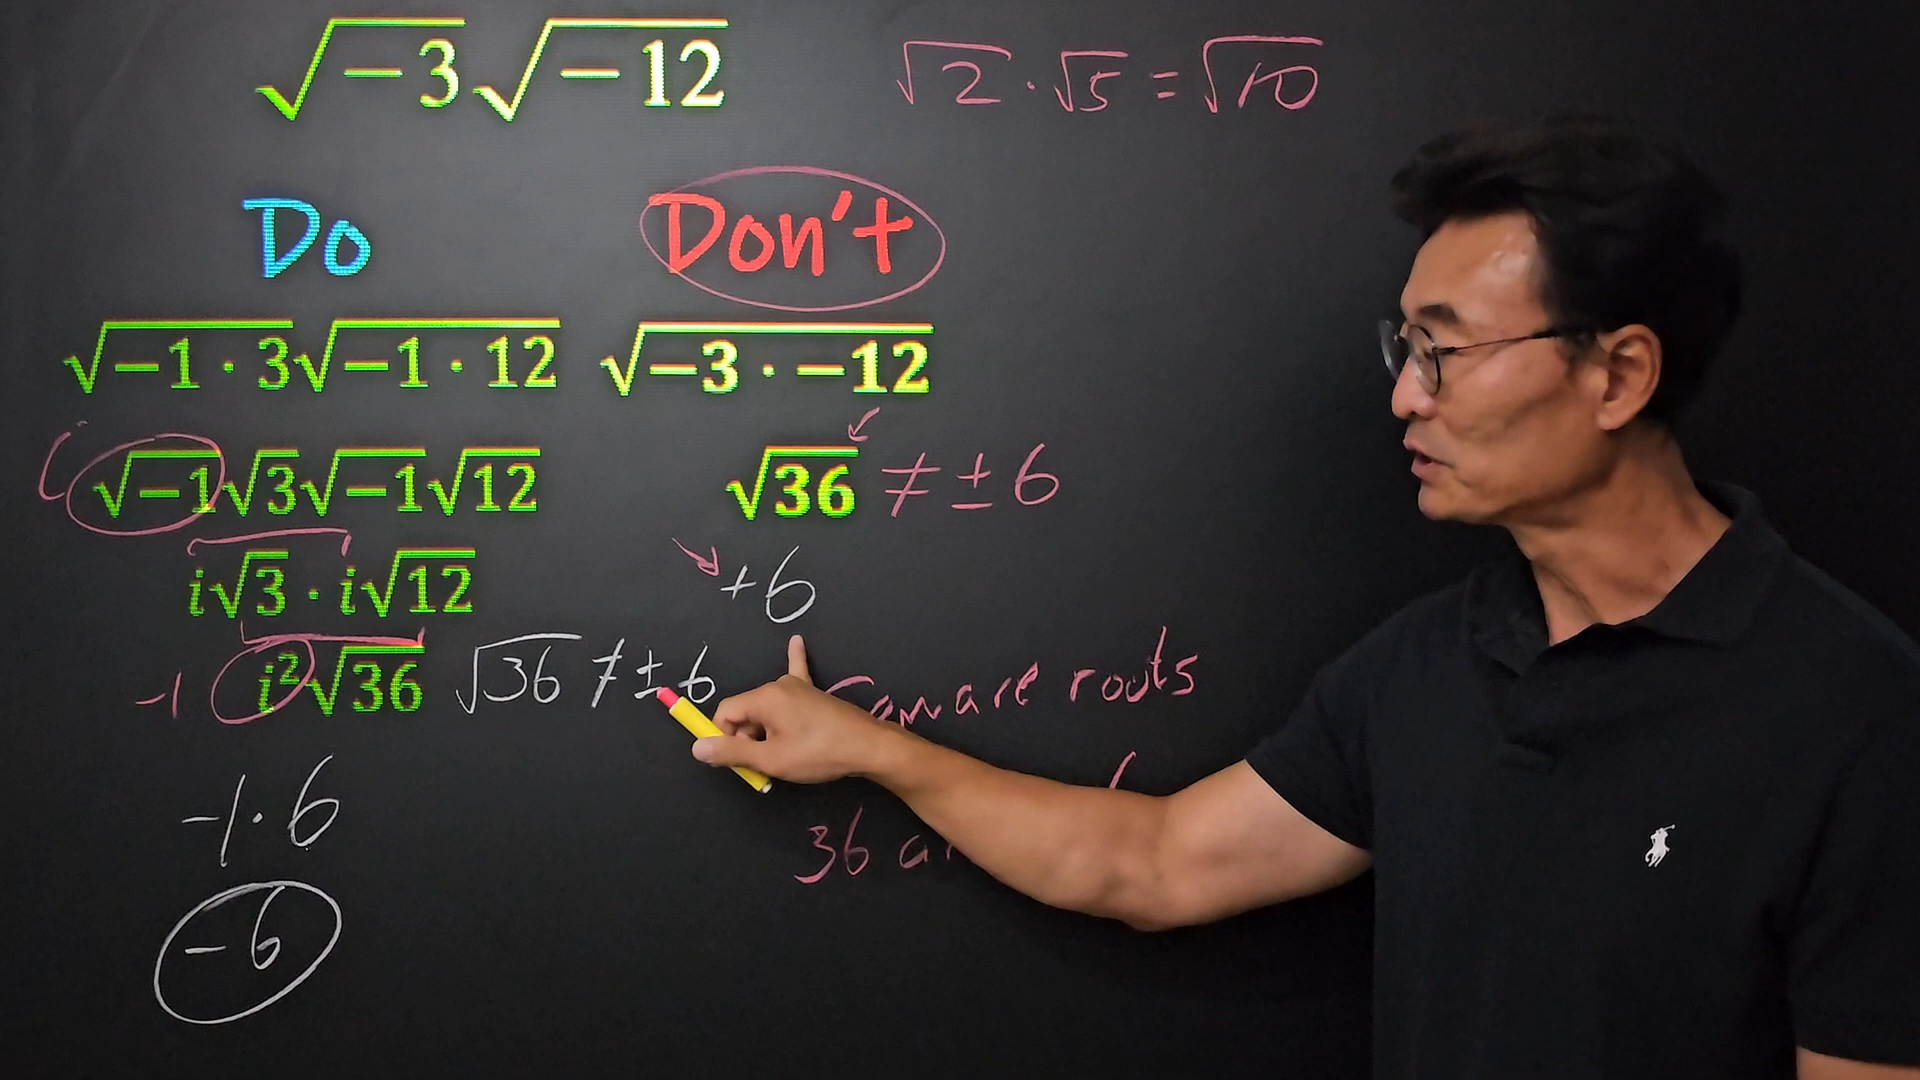 √-3√-12
√2 · √5 = √10
Do
Don't
√-1 · 3√-1 · 12
√-3 · -12
i
√-1√3√-1√12
√36 ≠ ± 6
i√3 · i√12
+6
-1 i²√36
√36 ≠ ± 6
roots
-1 · 6
36
-6